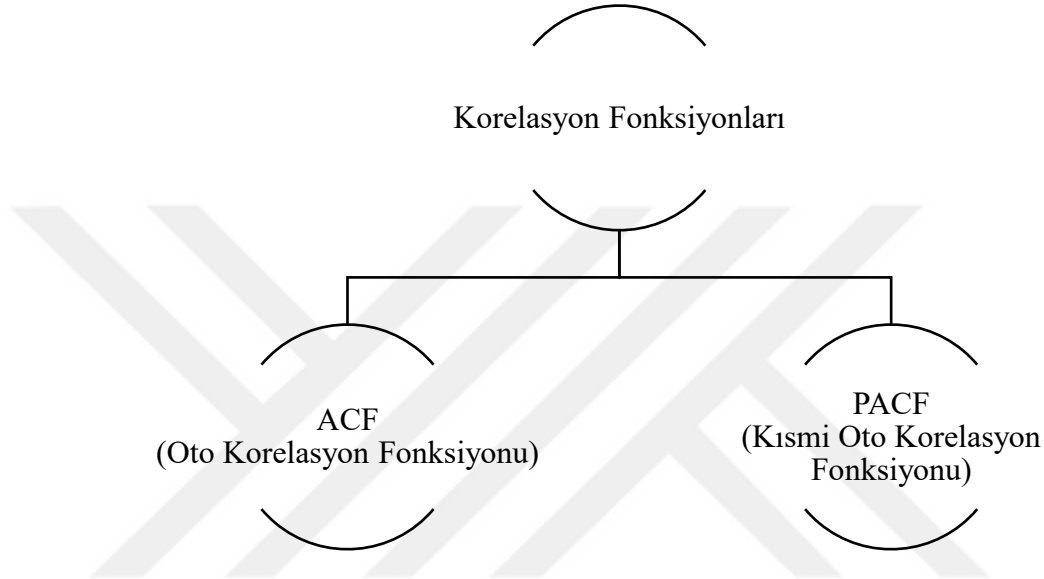 Korelasyon Fonksiyonları
ACF
(Oto Korelasyon Fonksiyonu)
PACF
(Kısmi Oto Korelasyon
Fonksiyonu)